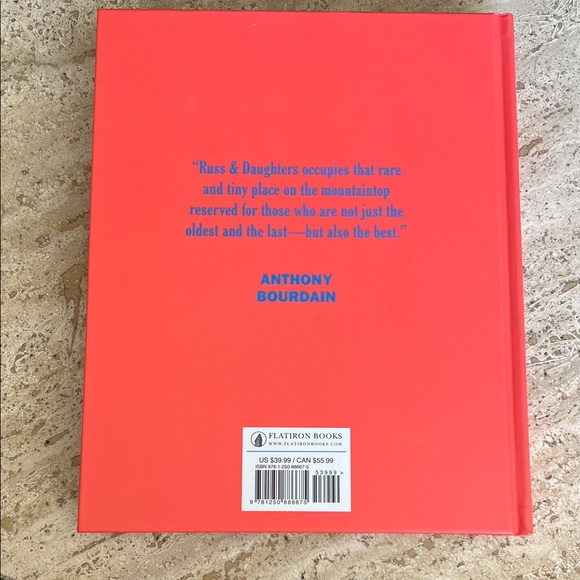 “Russ & Daughters occupies that rare
and tiny place on the mountaintop
reserved for those who are not just the
oldest and the last—but also the best.”
ANTHONY
BOURDAIN
FLATIRON BOOKS
WWW.FLATIRONBOOKS.COM
US $39.99 / CAN $55.99
ISBN 978-1-250-88667-5
53999>
9 781250 886675